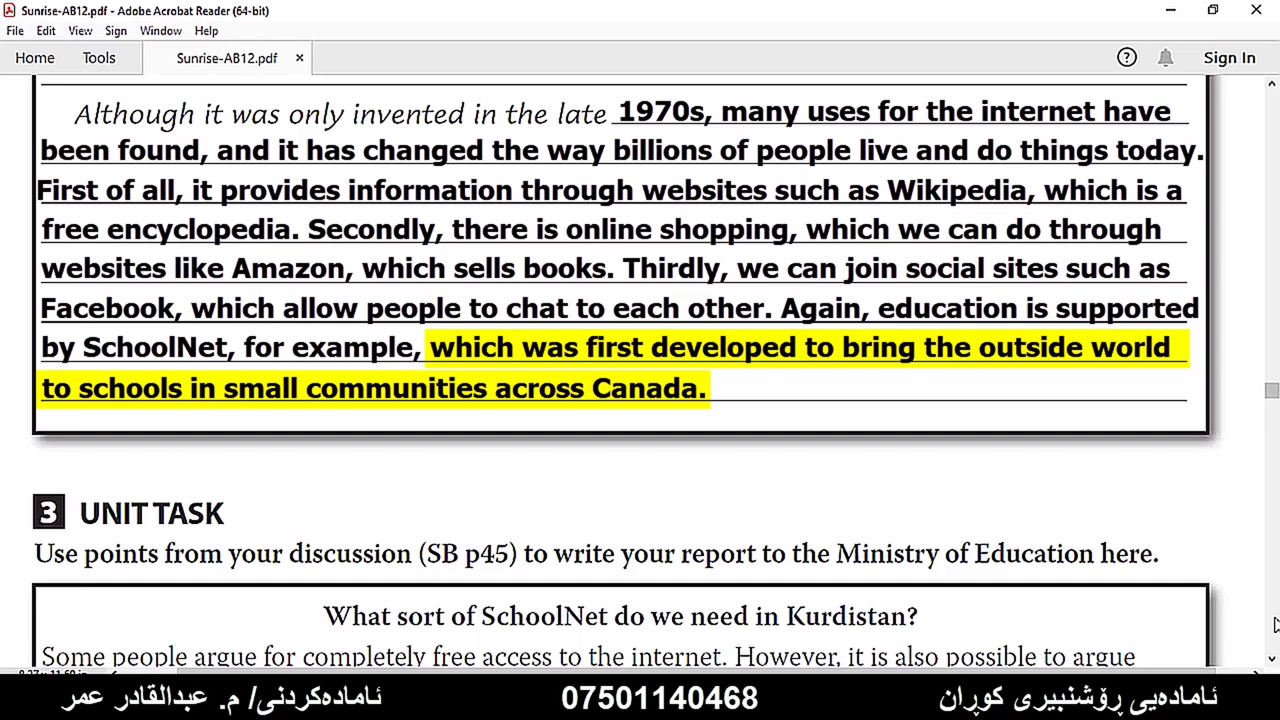 Sunrise-AB12.pdf - Adobe Acrobat Reader (64-bit)
File Edit View Sign Window Help
Home Tools Sunrise-AB12.pdf × Sign In
Although it was only invented in the late 1970s, many uses for the internet have
been found, and it has changed the way billions of people live and do things today.
First of all, it provides information through websites such as Wikipedia, which is a
free encyclopedia. Secondly, there is online shopping, which we can do through
websites like Amazon, which sells books. Thirdly, we can join social sites such as
Facebook, which allow people to chat to each other. Again, education is supported
by SchoolNet, for example, which was first developed to bring the outside world
to schools in small communities across Canada.
3 UNIT TASK
Use points from your discussion (SB p45) to write your report to the Ministry of Education here.
What sort of SchoolNet do we need in Kurdistan?
Some people argue for completely free access to the internet. However, it is also possible to argue
ئامادەیی ڕۆشنبیری کوڕان 07501140468 ئامادەکردنی/ م. عبدالقادر عمر